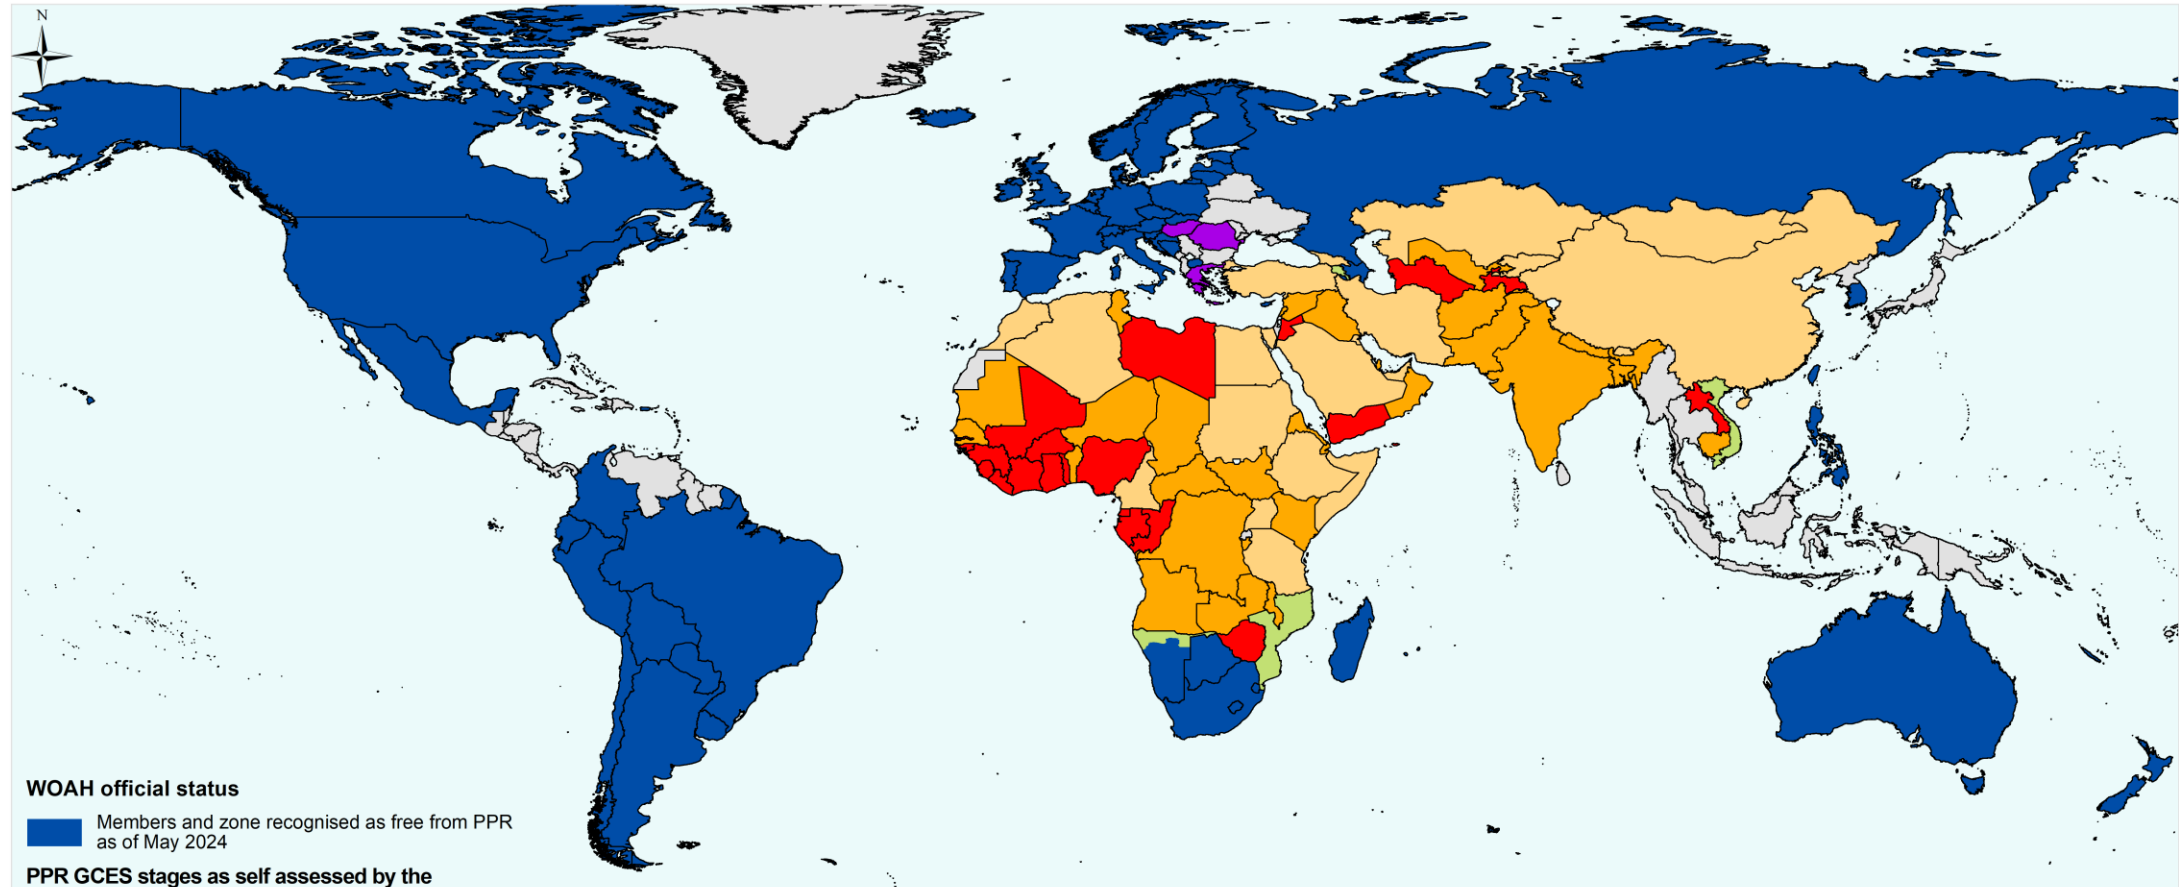 N
WOAH official status
Members and zone recognised as free from PPR
as of May 2024
PPR GCES stages as self assessed by the